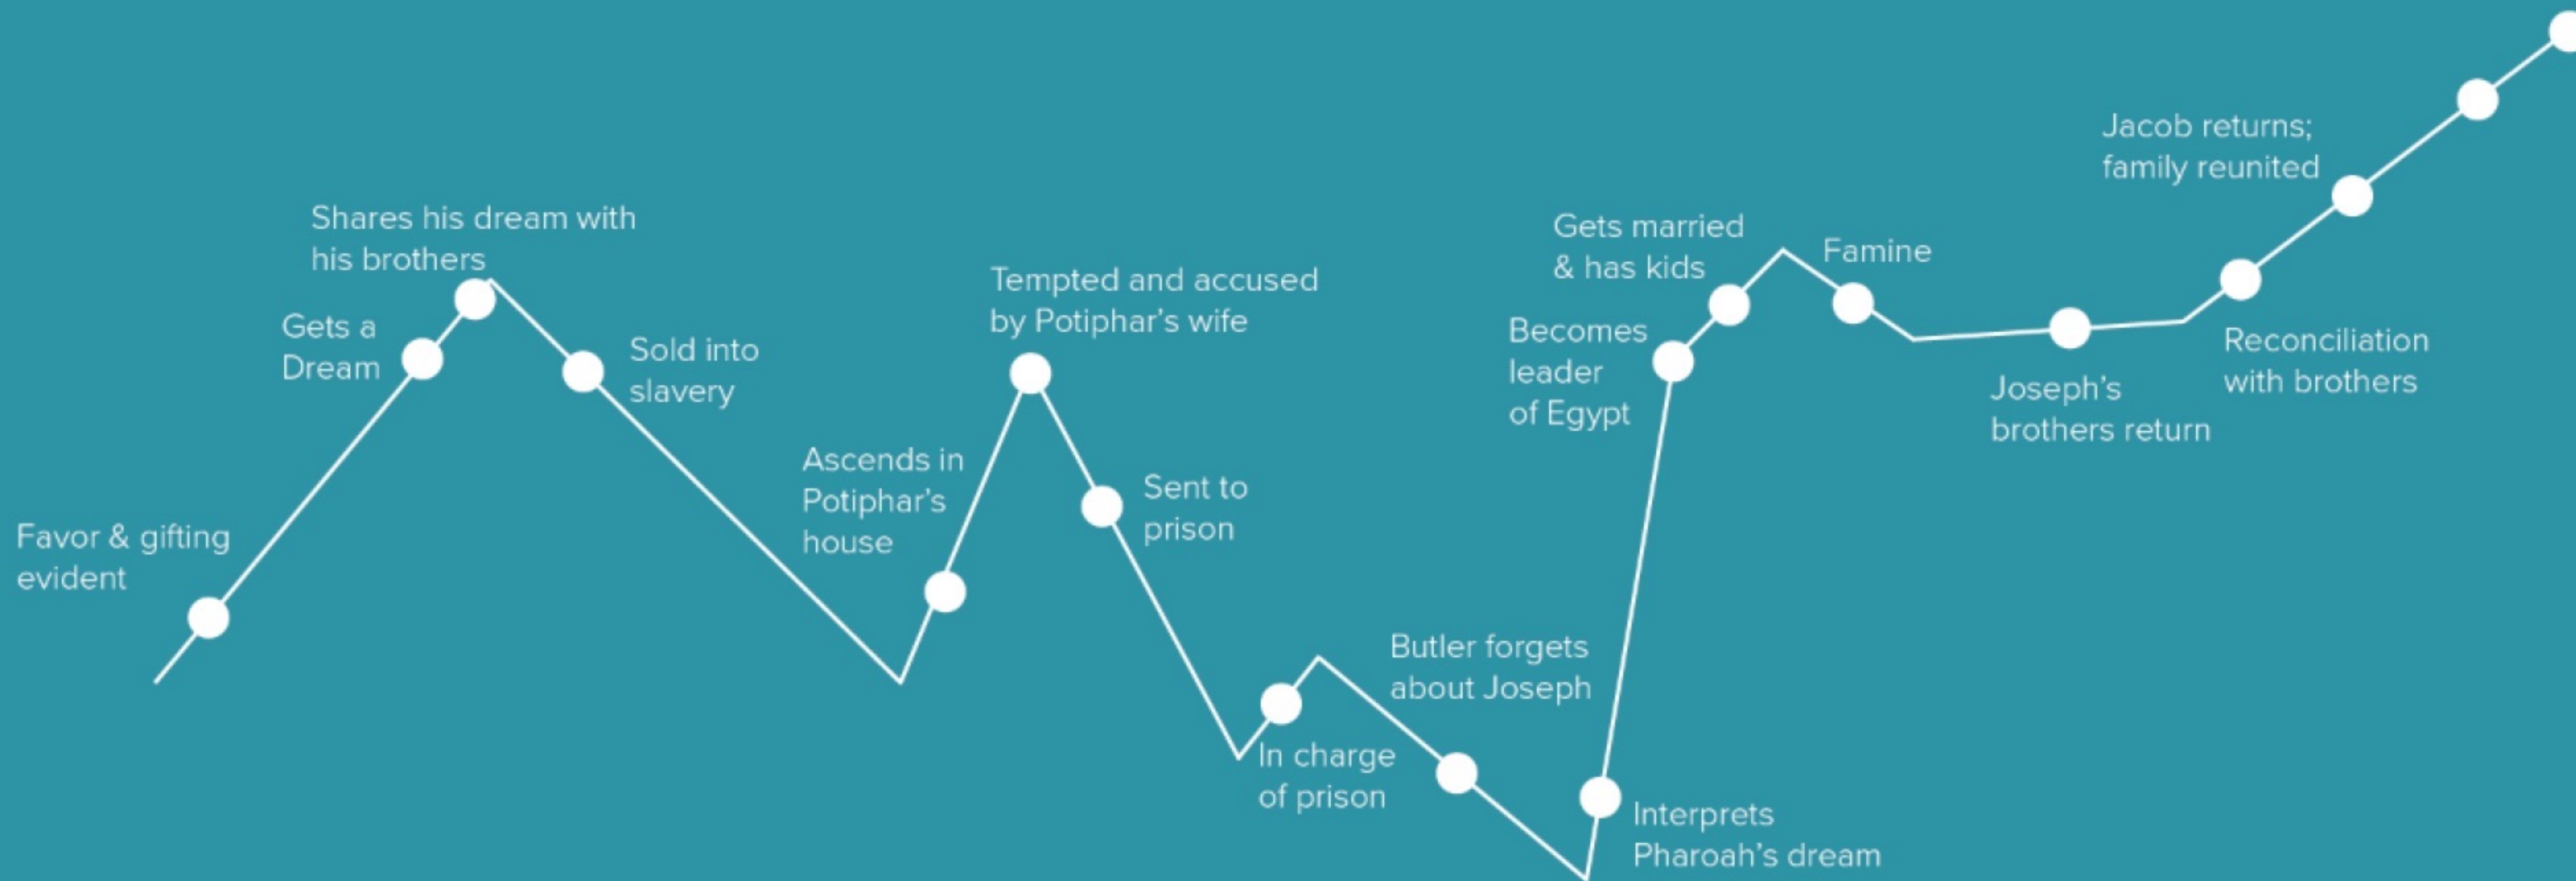 Favor & gifting
evident
Gets a
Dream
Shares his dream with
his brothers
Sold into
slavery
Ascends in
Potiphar's
house
Tempted and accused
by Potiphar's wife
Sent to
prison
In charge
of prison
Butler forgets
about Joseph
Interprets
Pharoah's dream
Becomes
leader
of Egypt
Gets married
& has kids
Famine
Joseph's
brothers return
Reconciliation
with brothers
Jacob returns;
family reunited